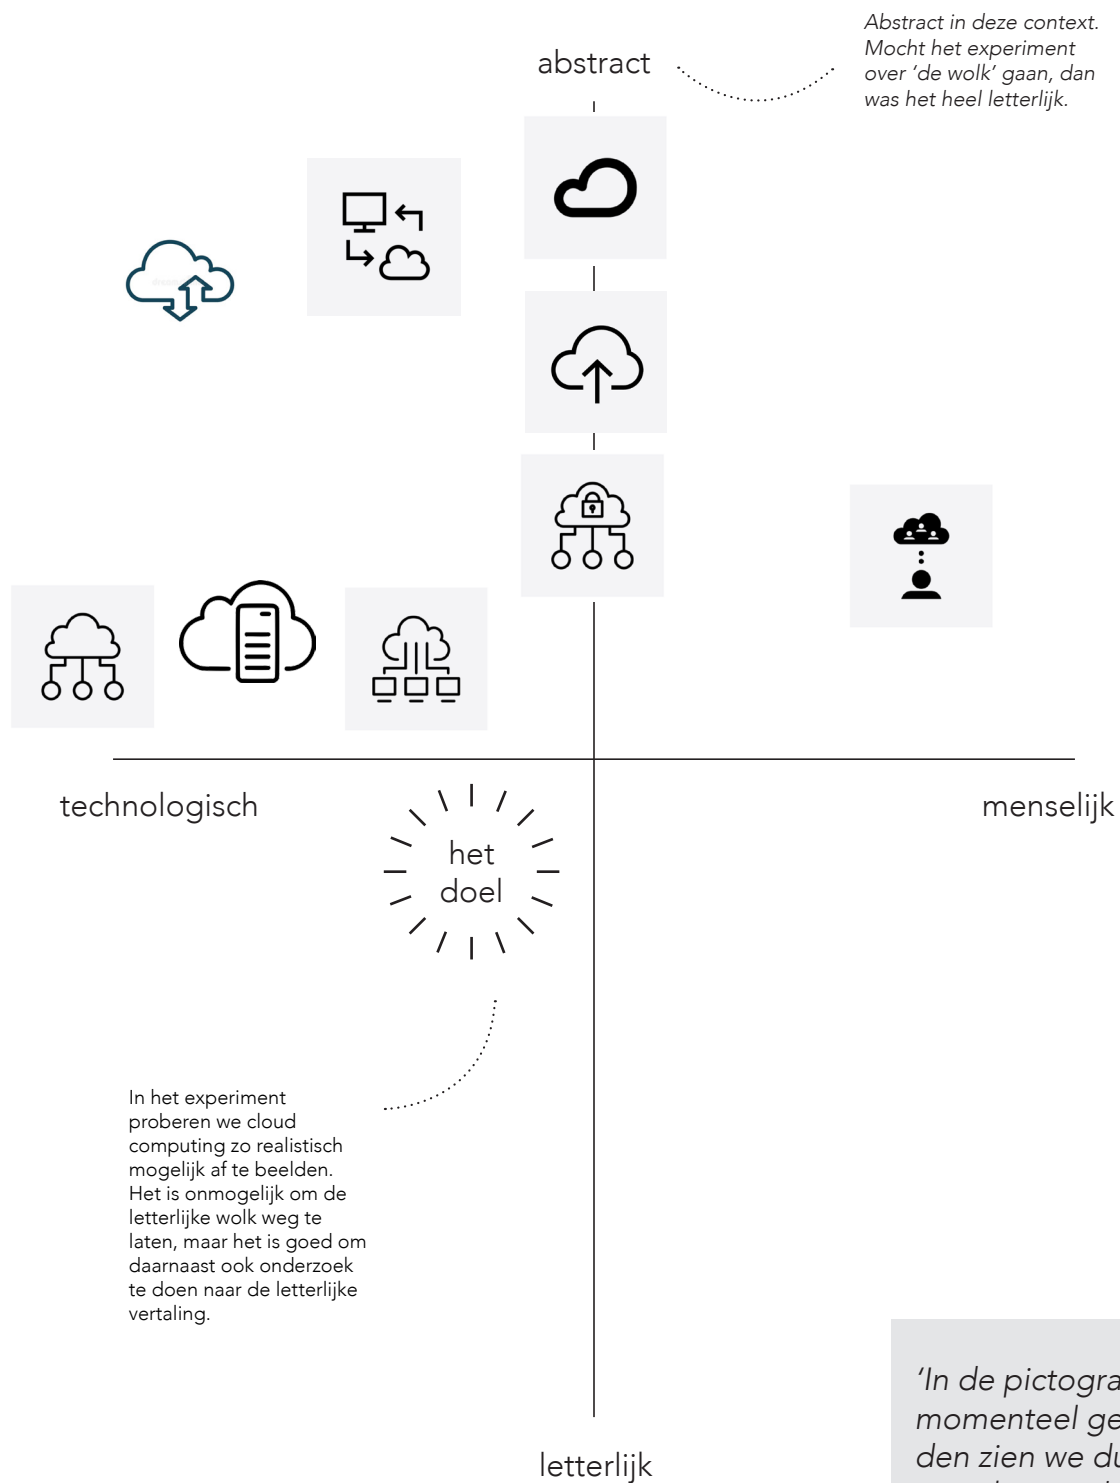 abstract
Abstract in deze context.
Mocht het experiment
over ‘de wolk’ gaan, dan
was het heel letterlijk.
technologisch
menselijk
het
doel
In het experiment
proberen we cloud
computing zo realistisch
mogelijk af te beelden.
Het is onmogelijk om de
letterlijke wolk weg te
laten, maar het is goed om
daarnaast ook onderzoek
te doen naar de letterlijke
vertaling.
‘In de pictogra
momenteel ge
den zien we du
letterlijk